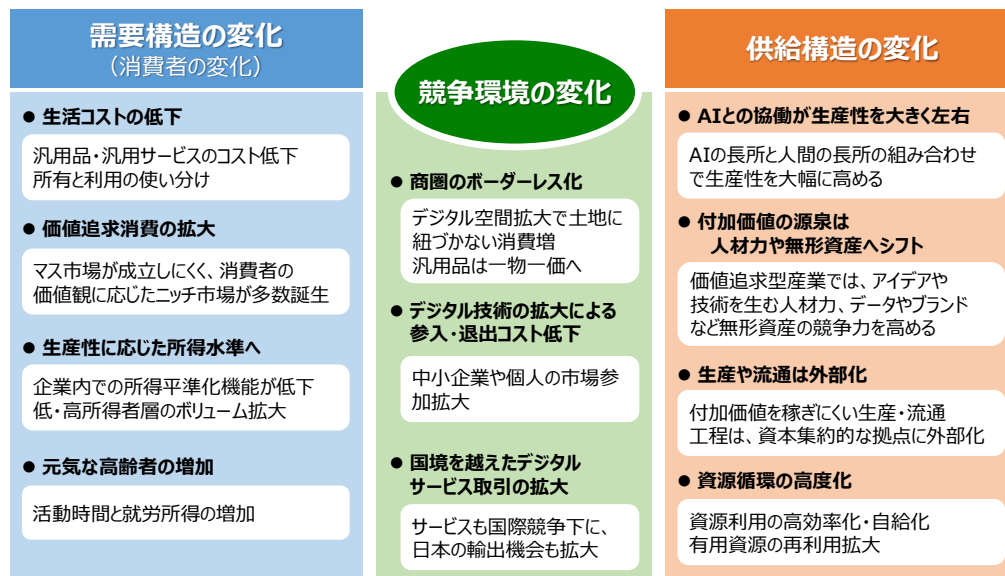 需要構造の変化
（消費者の変化）
● 生活コストの低下
汎用品・汎用サービスのコスト低下
所有と利用の使い分け
● 価値追求消費の拡大
マス市場が成立しにくく、消費者の
価値観に応じたニッチ市場が多数誕生
● 生産性に応じた所得水準へ
企業内での所得平準化機能が低下
低・高所得者層のボリューム拡大
● 元気な高齢者の増加
活動時間と就労所得の増加
競争環境の変化
● 商圏のボーダーレス化
デジタル空間拡大で土地に
紐づかない消費増
汎用品は一物一価へ
● デジタル技術の拡大による
参入・退出コスト低下
中小企業や個人の市場参
加拡大
● 国境を越えたデジタル
サービス取引の拡大
サービスも国際競争下に、
日本の輸出機会も拡大
供給構造の変化
● AIとの協働が生産性を大きく左右
AIの長所と人間の長所の組み合わせ
で生産性を大幅に高める
● 付加価値の源泉は
人材力や無形資産へシフト
価値追求型産業では、アイデアや
技術を生む人材力、データやブランド
など無形資産の競争力を高める
● 生産や流通は外部化
付加価値を稼ぎにくい生産・流通
工程は、資本集約的な拠点に外部化
● 資源循環の高度化
資源利用の高効率化・自給化
有用資源の再利用拡大